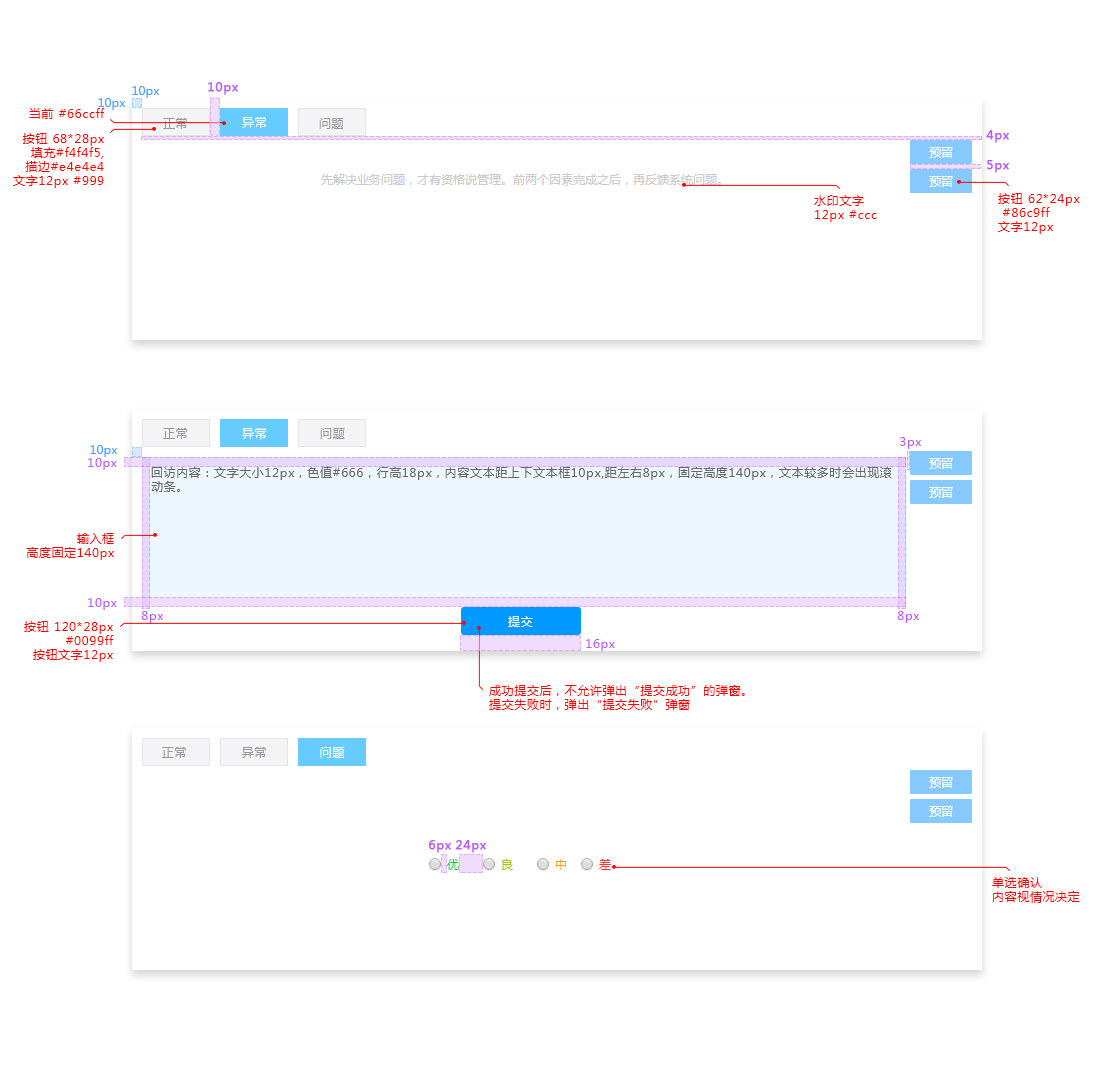 10px
10px
10px
当前 #66ccff
正常
异常
问题
按钮 68*28px
填充#f4f4f5,
描边#e4e4e4
文字12px #999
4px
预留
5px
预留
先解决业务问题，才有资格说管理。前两个因素完成之后，再反馈系统问题。
水印文字
12px #ccc
按钮 62*24px
#86c9ff
文字12px
正常
异常
问题
10px
10px
3px
预留
预留
回访内容：文字大小12px，色值#666，行高18px，内容文本距上下文本框10px,距左右8px，固定高度140px，文本较多时会出现滚
动条。
输入框
高度固定140px
10px
8px
8px
按钮 120*28px
#0099ff
按钮文字12px
提交
16px
成功提交后，不允许弹出“提交成功”的弹窗。
提交失败时，弹出“提交失败”弹窗
正常
异常
问题
预留
预留
6px 24px
优
良
中
差
单选确认
内容视情况决定